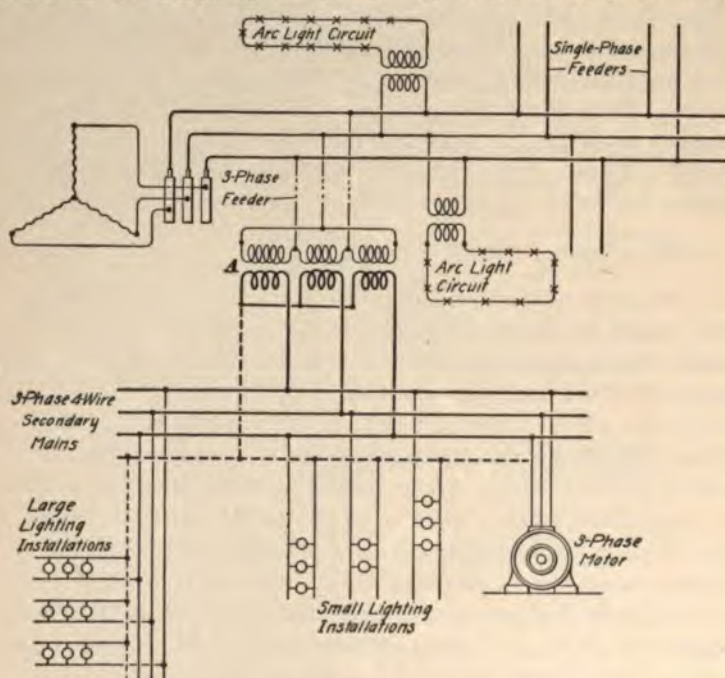 Arc Light Circuit
Single-Phase
Feeders
3-Phase
Feeder
A
Arc Light
Circuit
3-Phase 4-Wire
Secondary
Mains
Large
Lighting
Installations
Small Lighting
Installations
3-Phase
Motor